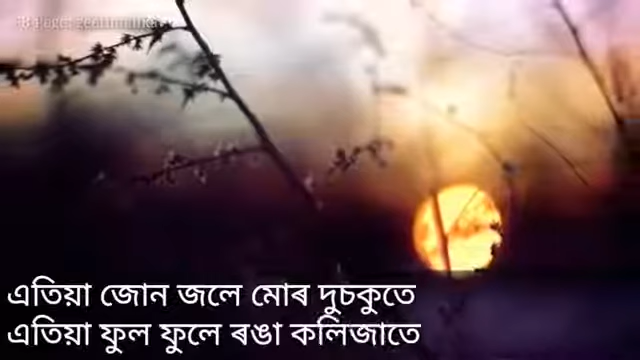 এতিয়া জোন জলে মোৰ দুচকুতে
এতিয়া ফুল ফুলে ৰঙা কলিজাতে